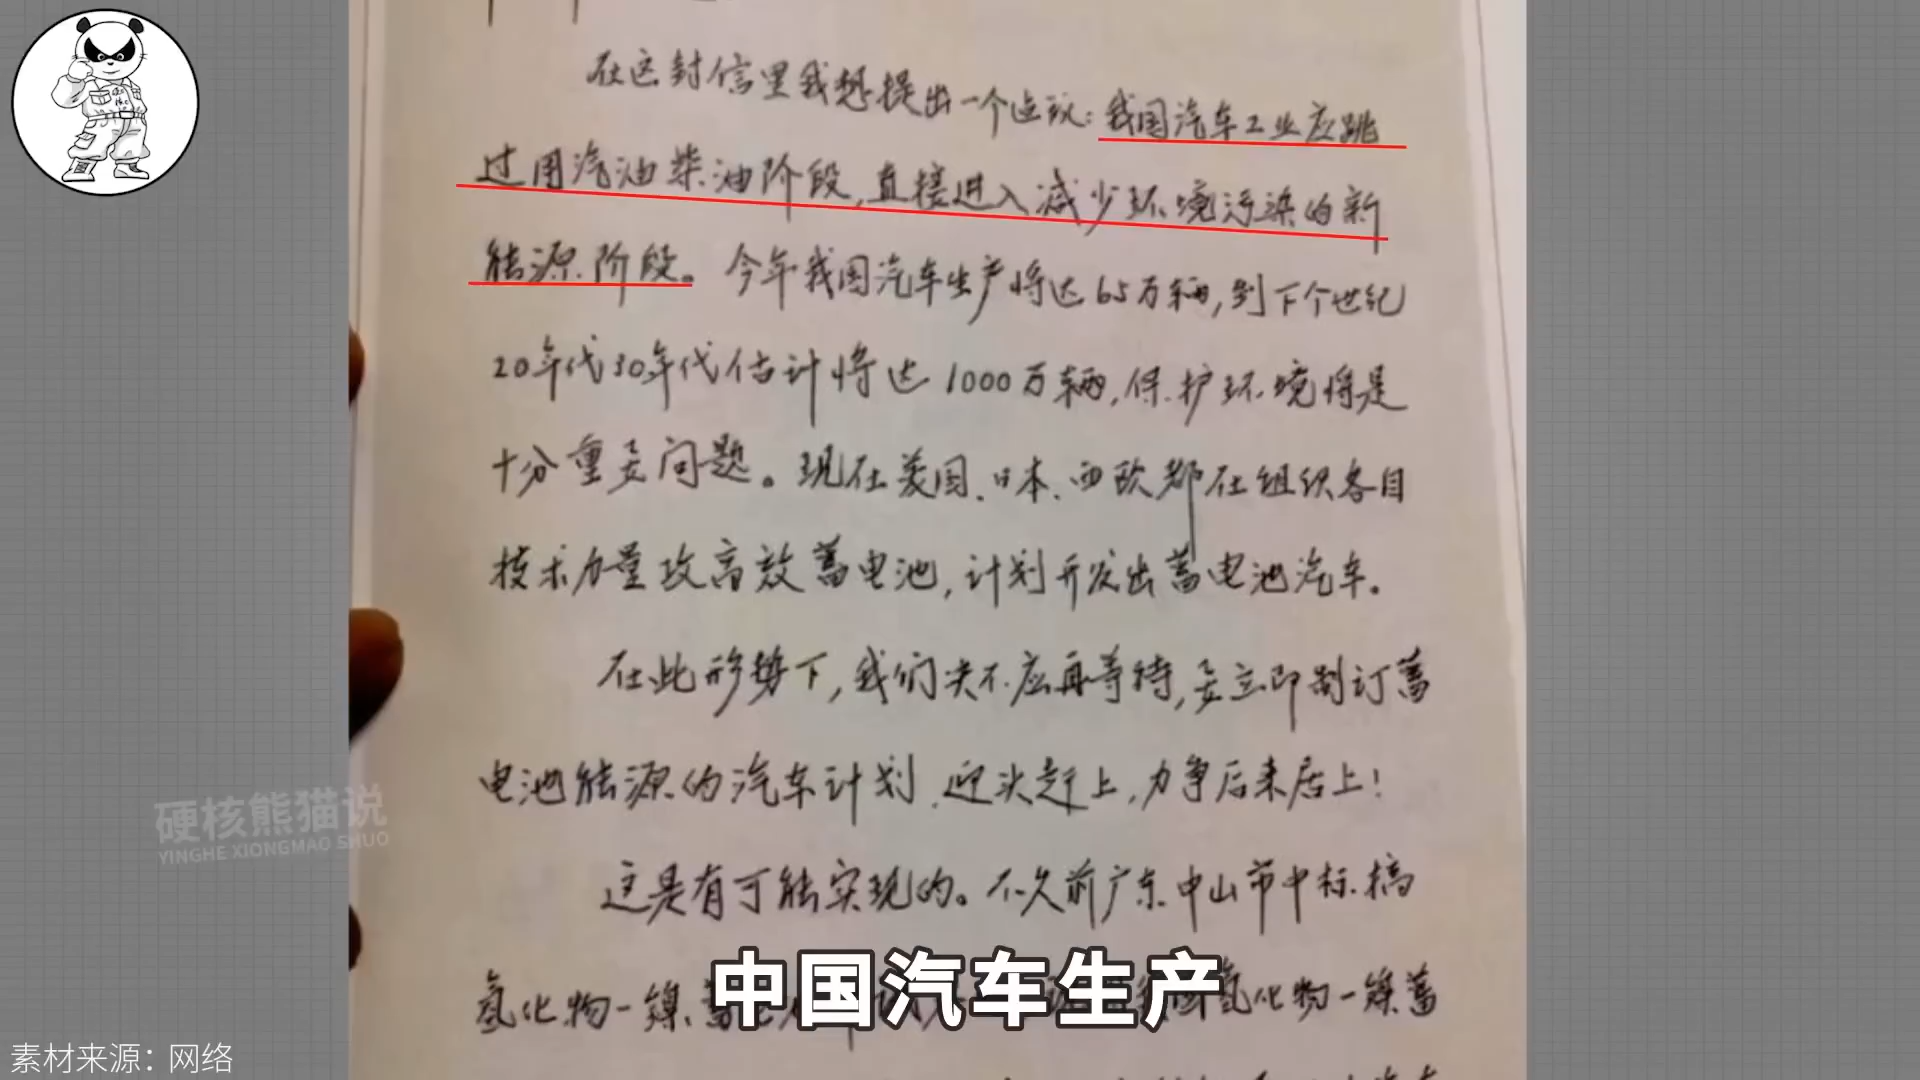 在这封信里我想提出一个建议:我国汽车工业应跳
过用汽油柴油阶段,直接进入减少环境污染的新
能源阶段。今年我国汽车生产将达65万辆,到下个世纪
20年代30年代估计将达1000万辆,保护环境将是
十分重要问题。现在美国、日本、西欧都在组织各自
技术力量攻高效蓄电池,计划开发出蓄电池汽车。
在此形势下,我们决不应再等待,要立即制订蓄
电池能源的汽车计划,迎头赶上,力争后来居上!
这是有可能实现的。不久前广东中山市中标搞
氢化物—镍蓄 氢化物—镍蓄
中国汽车生产
硬核熊猫说
YINGHE XIONGMAO SHUO
素材来源:网络